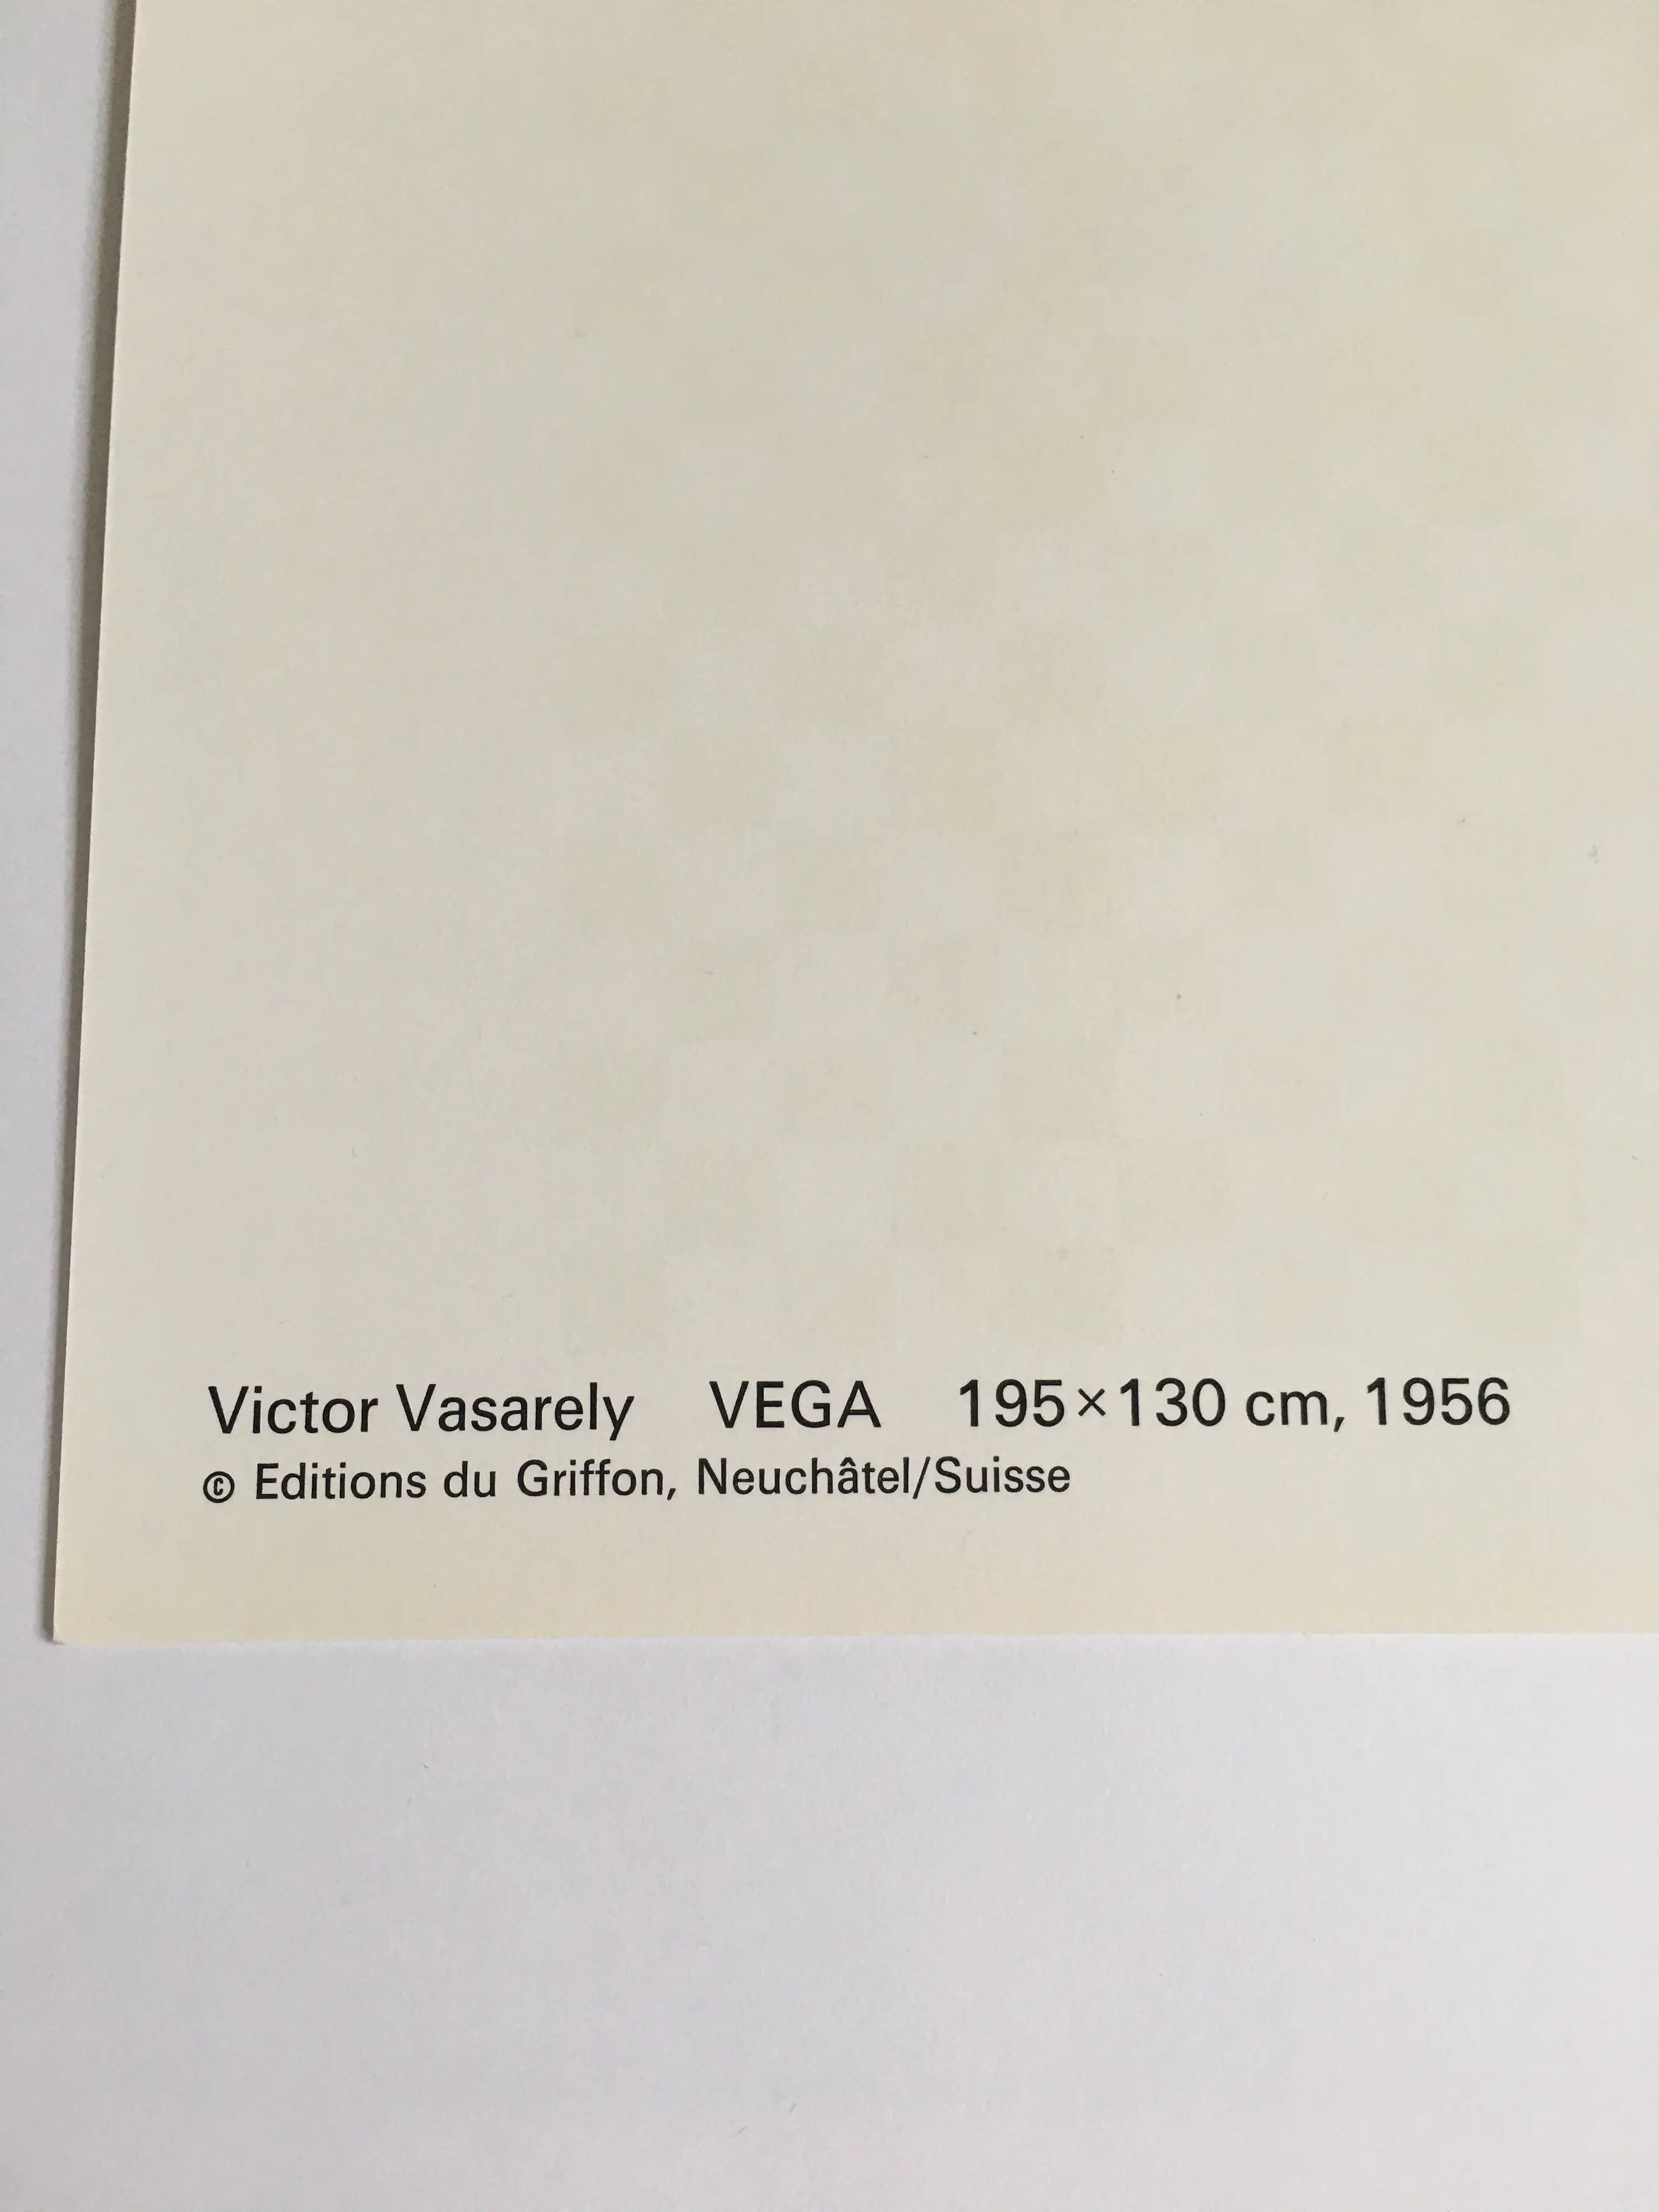 Victor Vasarely VEGA 195×130 cm, 1956
© Editions du Griffon, Neuchâtel/Suisse